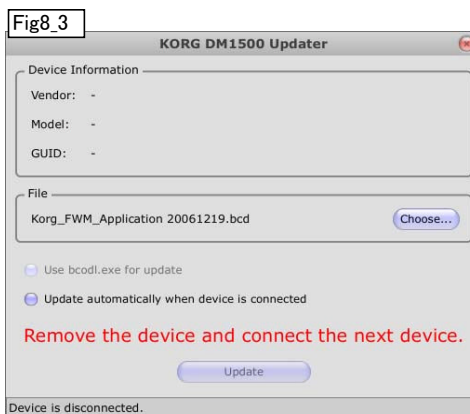 Fig8_3
KORG DM1500 Updater
Device Information
Vendor: -
Model: -
GUID: -
File
Korg_FWM_Application 20061219.bcd
Choose...
Use bcodl.exe for update
Update automatically when device is connected
Remove the device and connect the next device.
Update
Device is disconnected.